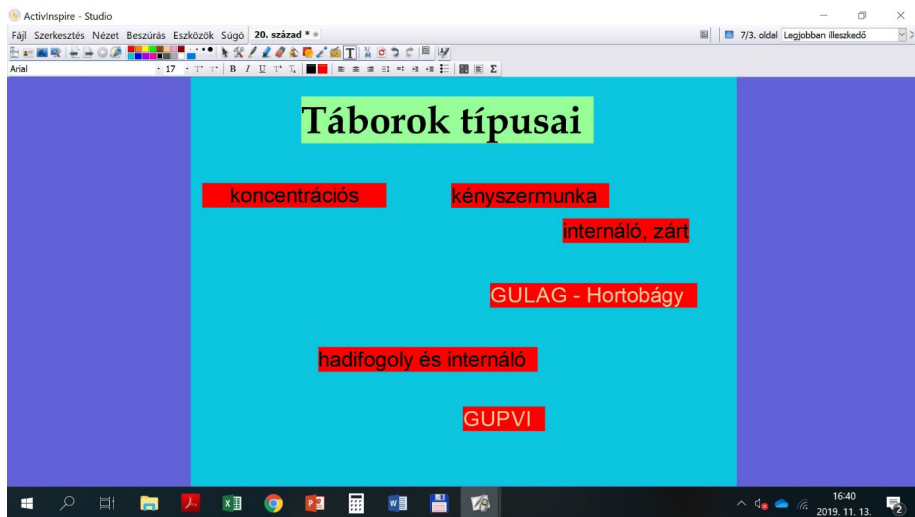 ActivInspire - Studio
Fájl Szerkesztés Nézet Beszúrás Eszközök Súgó 20. század *
7/3. oldal Legjobban illeszkedő
Arial 17 B I U
Táborok típusai
koncentrációs kényszermunka
internáló, zárt
GULAG - Hortobágy
hadifogoly és internáló
GUPVI
16:40
2019. 11. 13.
2